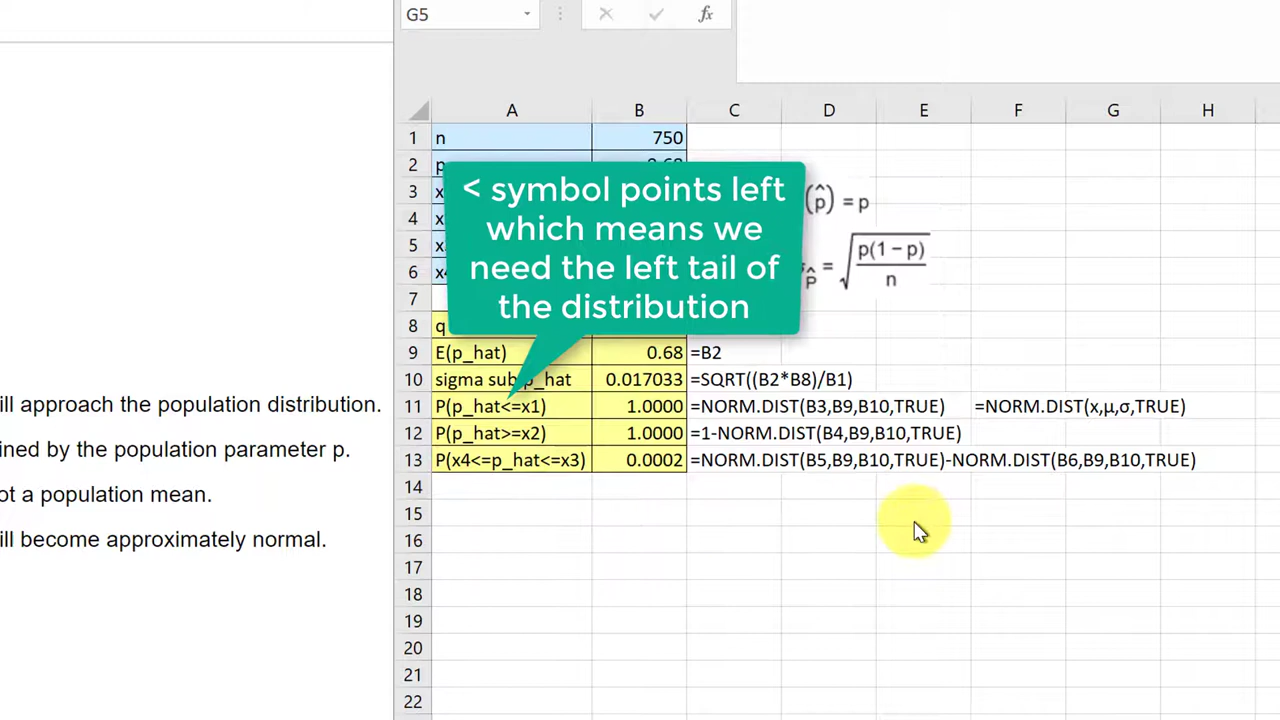 G5
fx
A B C D E F G H
1 n 750
2 p 0.68
3 x
4 x
5 x
6 x4
7
8 q
9 E(p_hat) 0.68 =B2
10 sigma sub p_hat 0.017033 =SQRT((B2*B8)/B1)
11 P(p_hat<=x1) 1.0000 =NORM.DIST(B3,B9,B10,TRUE) =NORM.DIST(x,μ,σ,TRUE)
12 P(p_hat>=x2) 1.0000 =1-NORM.DIST(B4,B9,B10,TRUE)
13 P(x4<=p_hat<=x3) 0.0002 =NORM.DIST(B5,B9,B10,TRUE)-NORM.DIST(B6,B9,B10,TRUE)
14
15
16
17
18
19
20
21
22
< symbol points left
which means we
need the left tail of
the distribution
(p̂) = p
p̂ = √(p(1 − p)/n)
ill approach the population distribution.
ined by the population parameter p.
ot a population mean.
ill become approximately normal.